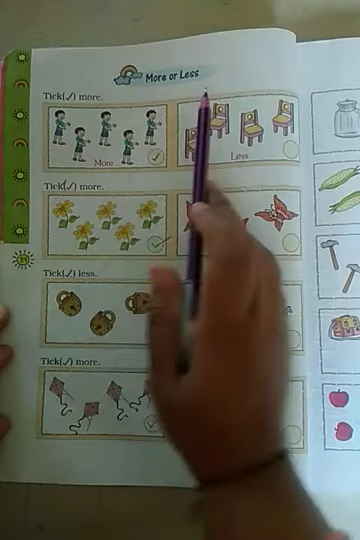 More or Less
Tick(✓) more.
More
Less
Tick(✓) more.
21
Tick(✓) less.
Tick(✓) more.